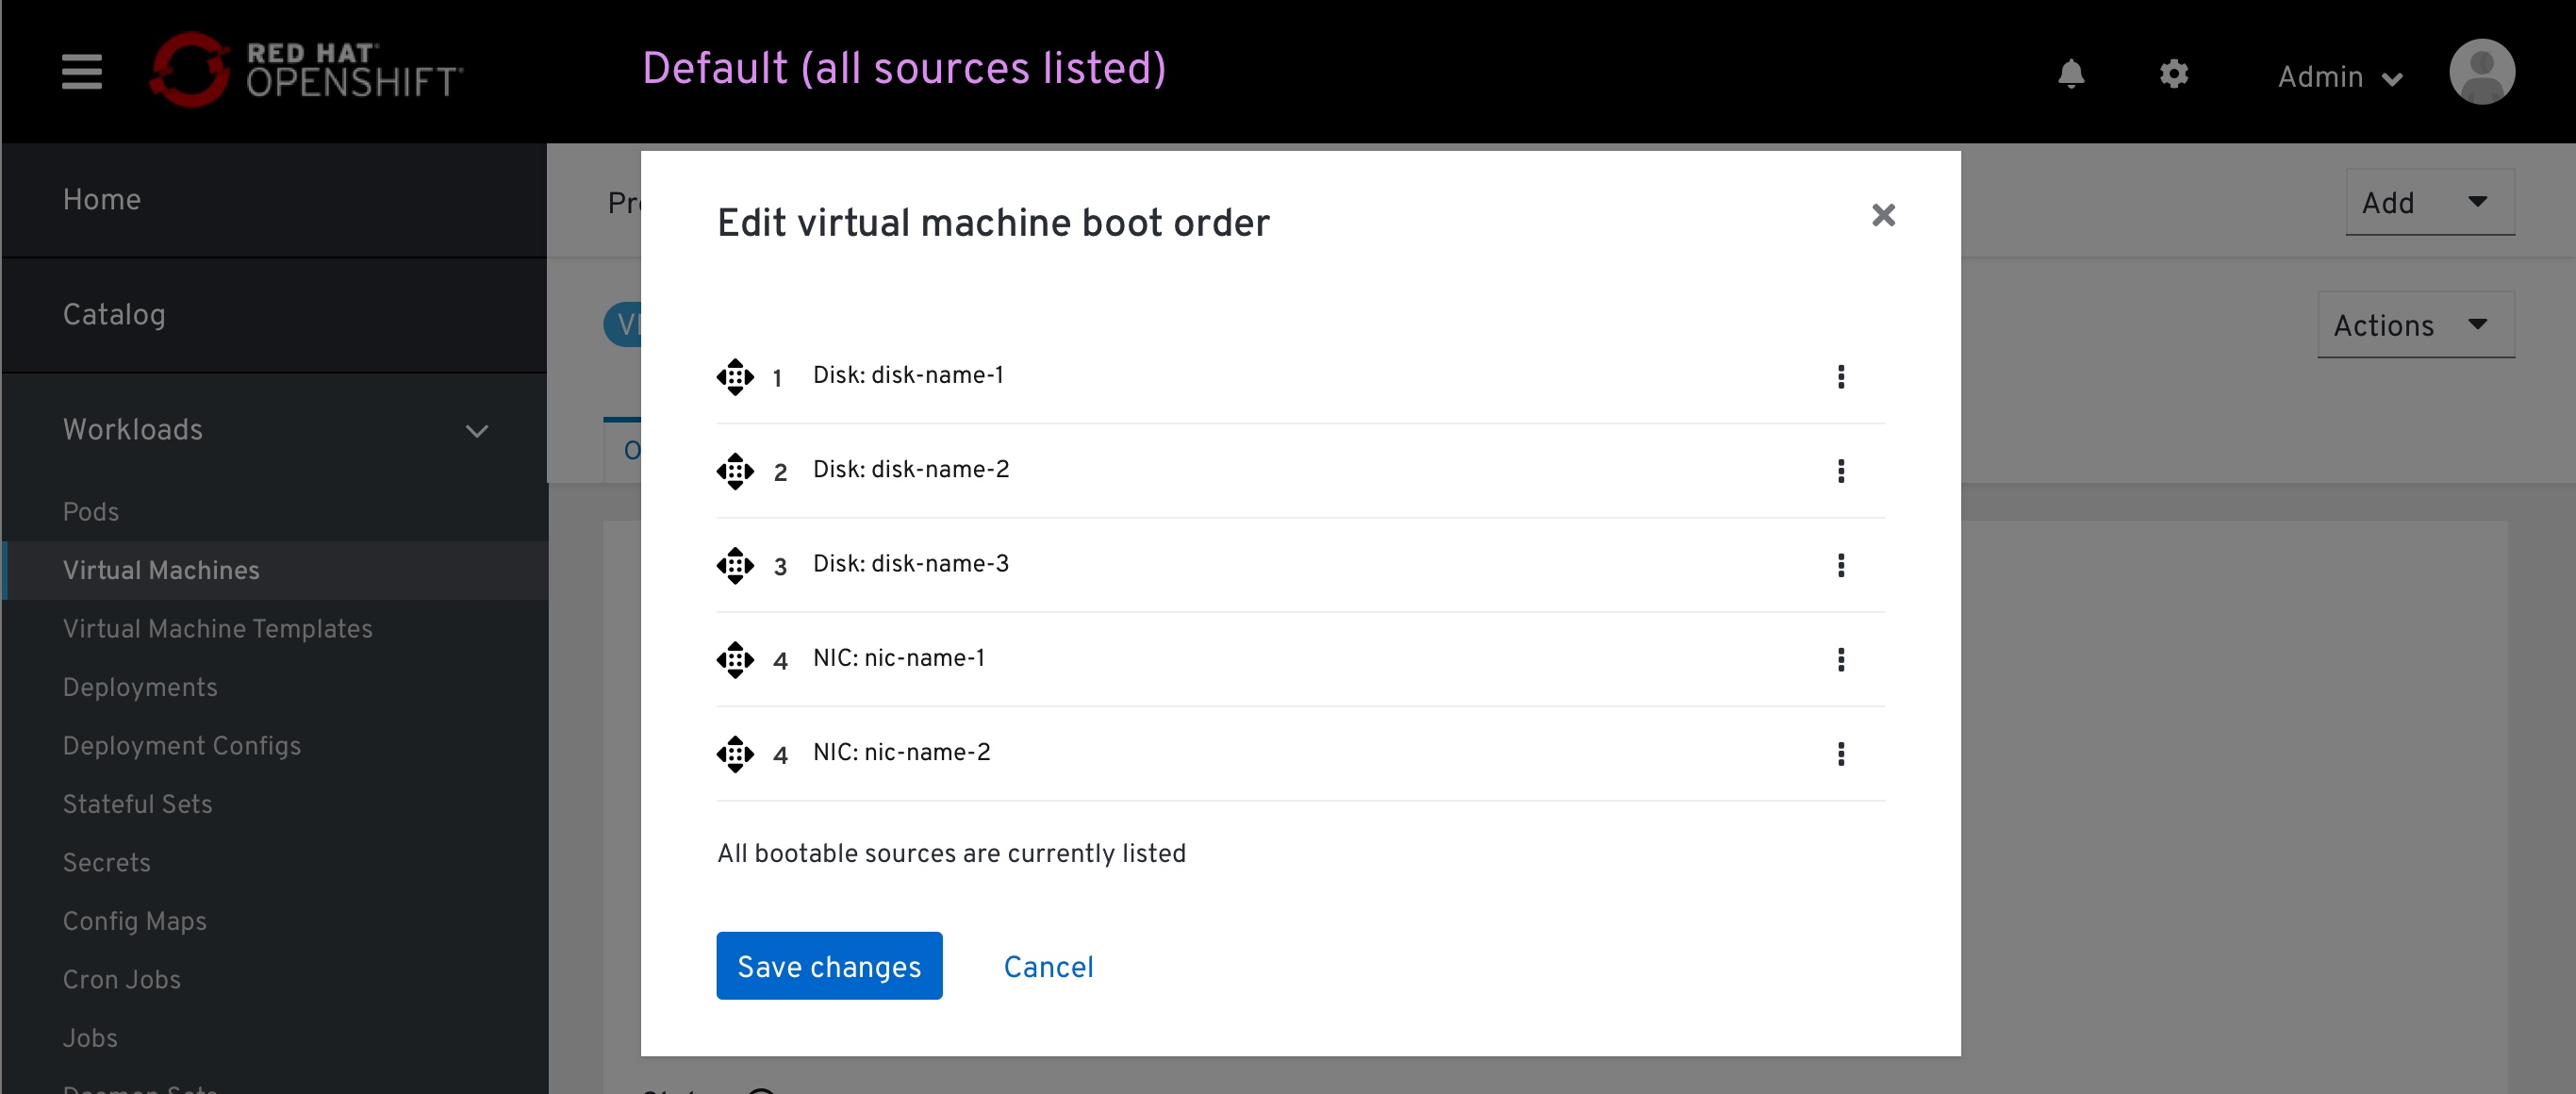 RED HAT
OPENSHIFT
Default (all sources listed)
Admin
Home
Catalog
Workloads
Pods
Virtual Machines
Virtual Machine Templates
Deployments
Deployment Configs
Stateful Sets
Secrets
Config Maps
Cron Jobs
Jobs
Add
Actions
Edit virtual machine boot order
1 Disk: disk-name-1
2 Disk: disk-name-2
3 Disk: disk-name-3
4 NIC: nic-name-1
4 NIC: nic-name-2
All bootable sources are currently listed
Save changes Cancel